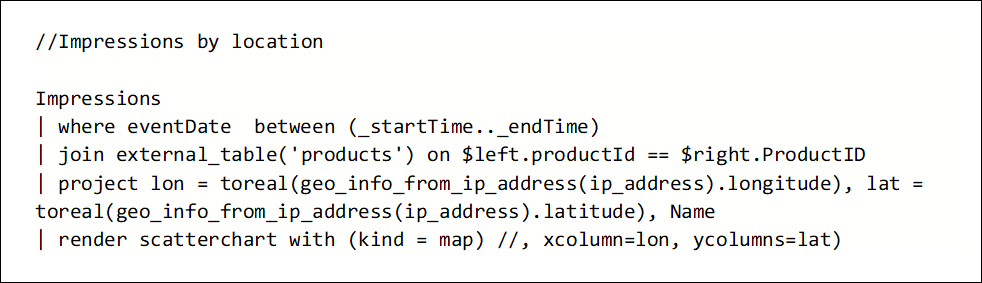 //Impressions by location
Impressions
| where eventDate  between (_startTime.._endTime)
| join external_table('products') on $left.productId == $right.ProductID
| project lon = toreal(geo_info_from_ip_address(ip_address).longitude), lat =
toreal(geo_info_from_ip_address(ip_address).latitude), Name
| render scatterchart with (kind = map) //, xcolumn=lon, ycolumns=lat)